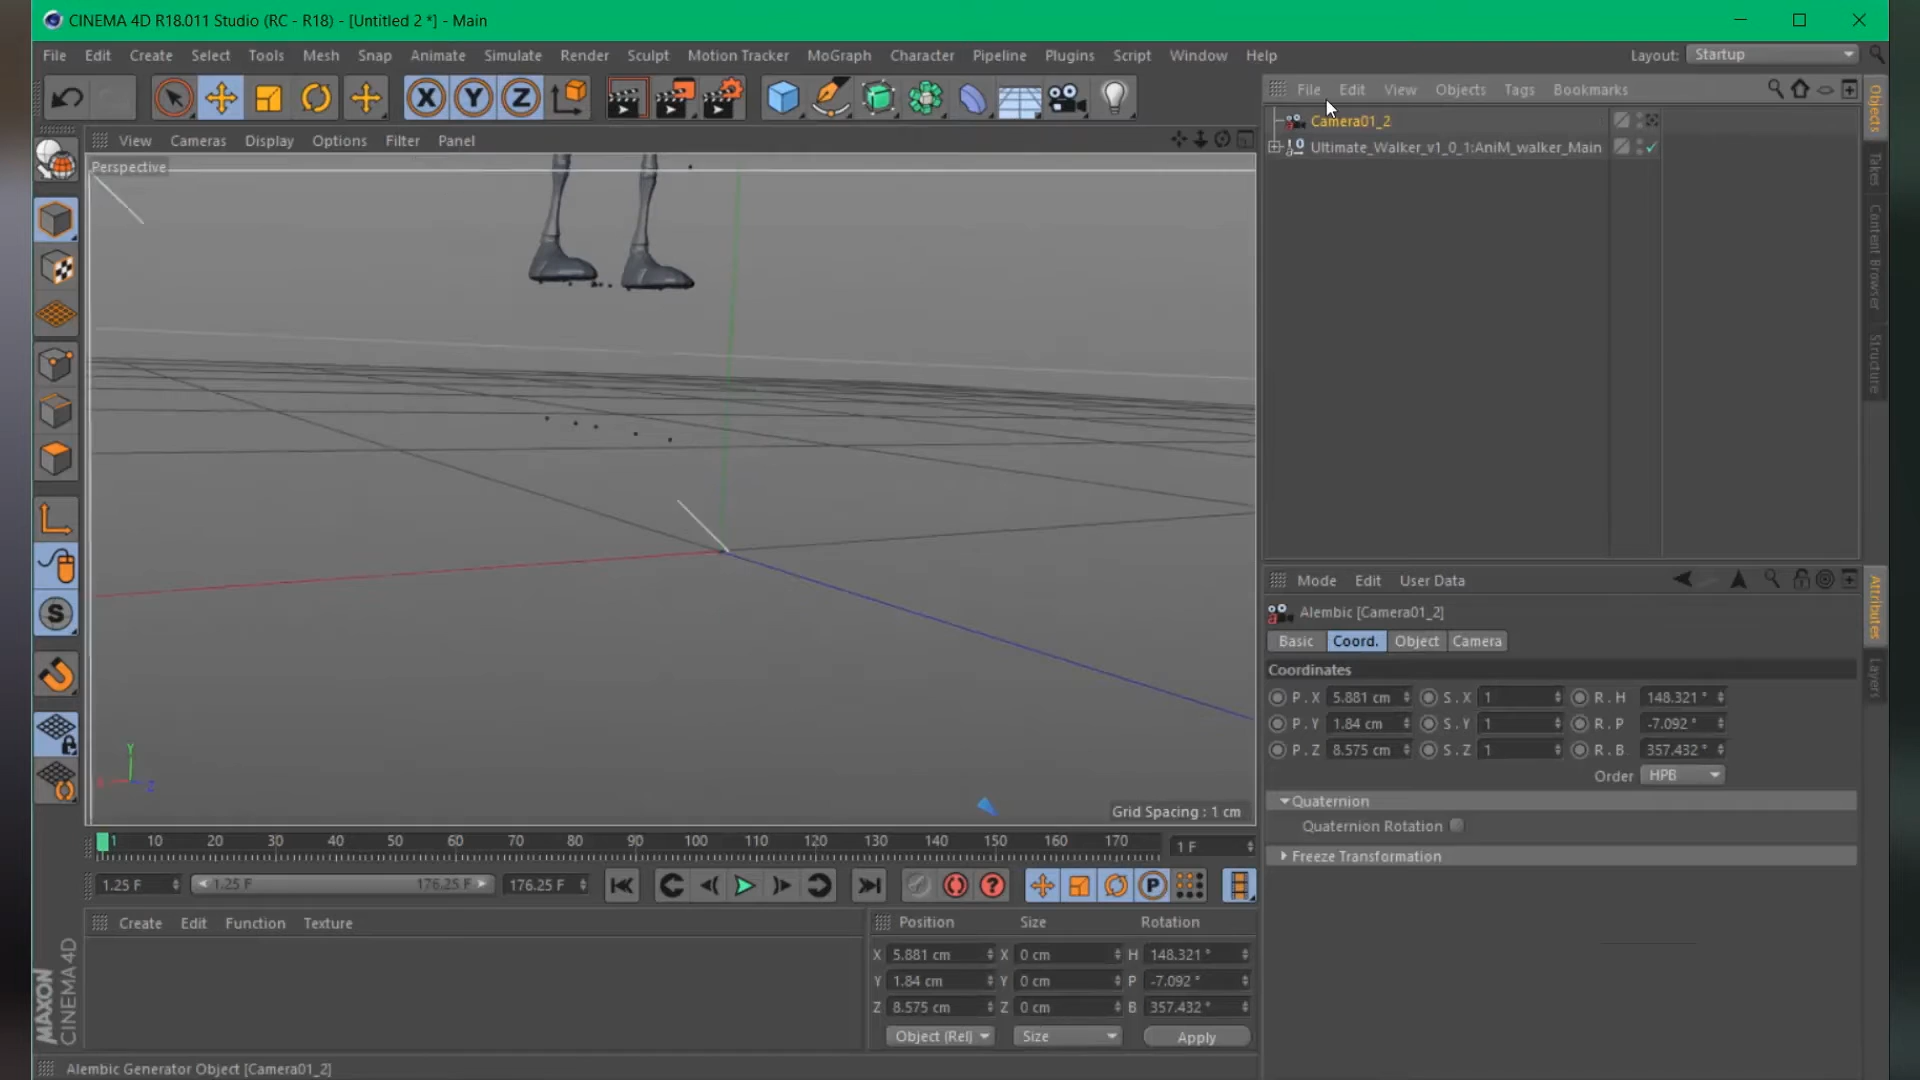 CINEMA 4D R18.011 Studio (RC - R18) - [Untitled 2 *] - Main
File Edit Create Select Tools Mesh Snap Animate Simulate Render Sculpt Motion Tracker MoGraph Character Pipeline Plugins Script Window Help
Layout: Startup
X Y Z
File Edit View Objects Tags Bookmarks
Camera01_2
Ultimate_Walker_v1_0_1:AniM_walker_Main
Objects
Takes
Content Browser
Structure
View Cameras Display Options Filter Panel
Perspective
S
Y
Z
Grid Spacing : 1 cm
Mode Edit User Data
Alembic [Camera01_2]
Basic Coord. Object Camera
Coordinates
P . X 5.881 cm S . X 1 R . H 148.321 °
P . Y 1.84 cm S . Y 1 R . P -7.092 °
P . Z 8.575 cm S . Z 1 R . B 357.432 °
Order HPB
Quaternion
Quaternion Rotation
Freeze Transformation
Attributes
Layers
1 10 20 30 40 50 60 70 80 90 100 110 120 130 140 150 160 170 1 F
1.25 F 1.25 F 176.25 F 176.25 F
P
Create Edit Function Texture
Position Size Rotation
X 5.881 cm X 0 cm H 148.321 °
Y 1.84 cm Y 0 cm P -7.092 °
Z 8.575 cm Z 0 cm B 357.432 °
Object (Rel) Size Apply
MAXON
CINEMA 4D
Alembic Generator Object [Camera01_2]